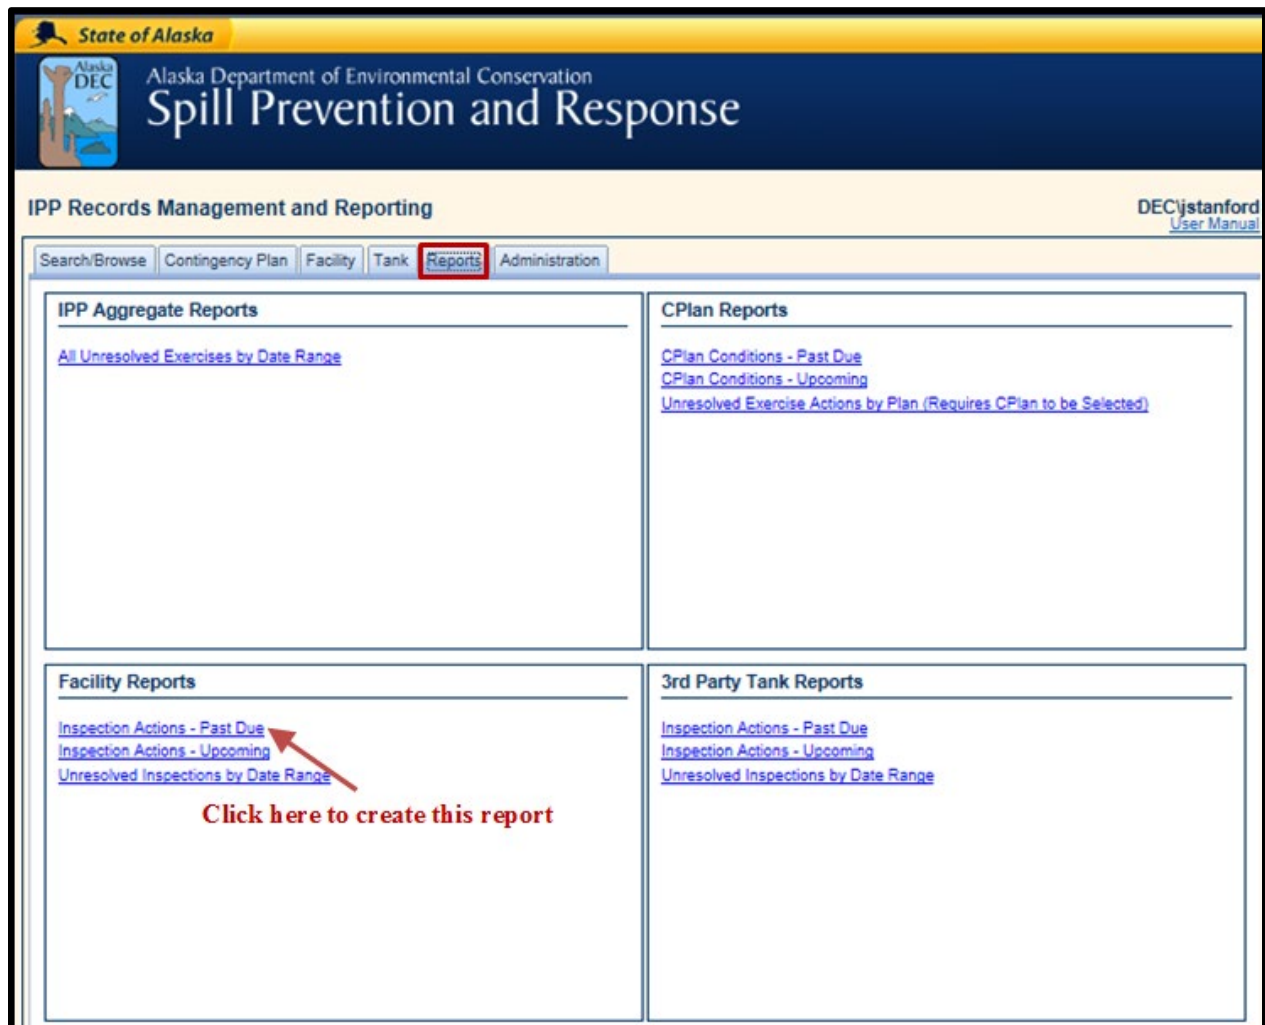 State of Alaska
Alaska
DEC
Alaska Department of Environmental Conservation
Spill Prevention and Response
IPP Records Management and Reporting
DEC\jstanford
User Manual
Search/Browse Contingency Plan Facility Tank Reports Administration
IPP Aggregate Reports
All Unresolved Exercises by Date Range
CPlan Reports
CPlan Conditions - Past Due
CPlan Conditions - Upcoming
Unresolved Exercise Actions by Plan (Requires CPlan to be Selected)
Facility Reports
Inspection Actions - Past Due
Inspection Actions - Upcoming
Unresolved Inspections by Date Range
Click here to create this report
3rd Party Tank Reports
Inspection Actions - Past Due
Inspection Actions - Upcoming
Unresolved Inspections by Date Range